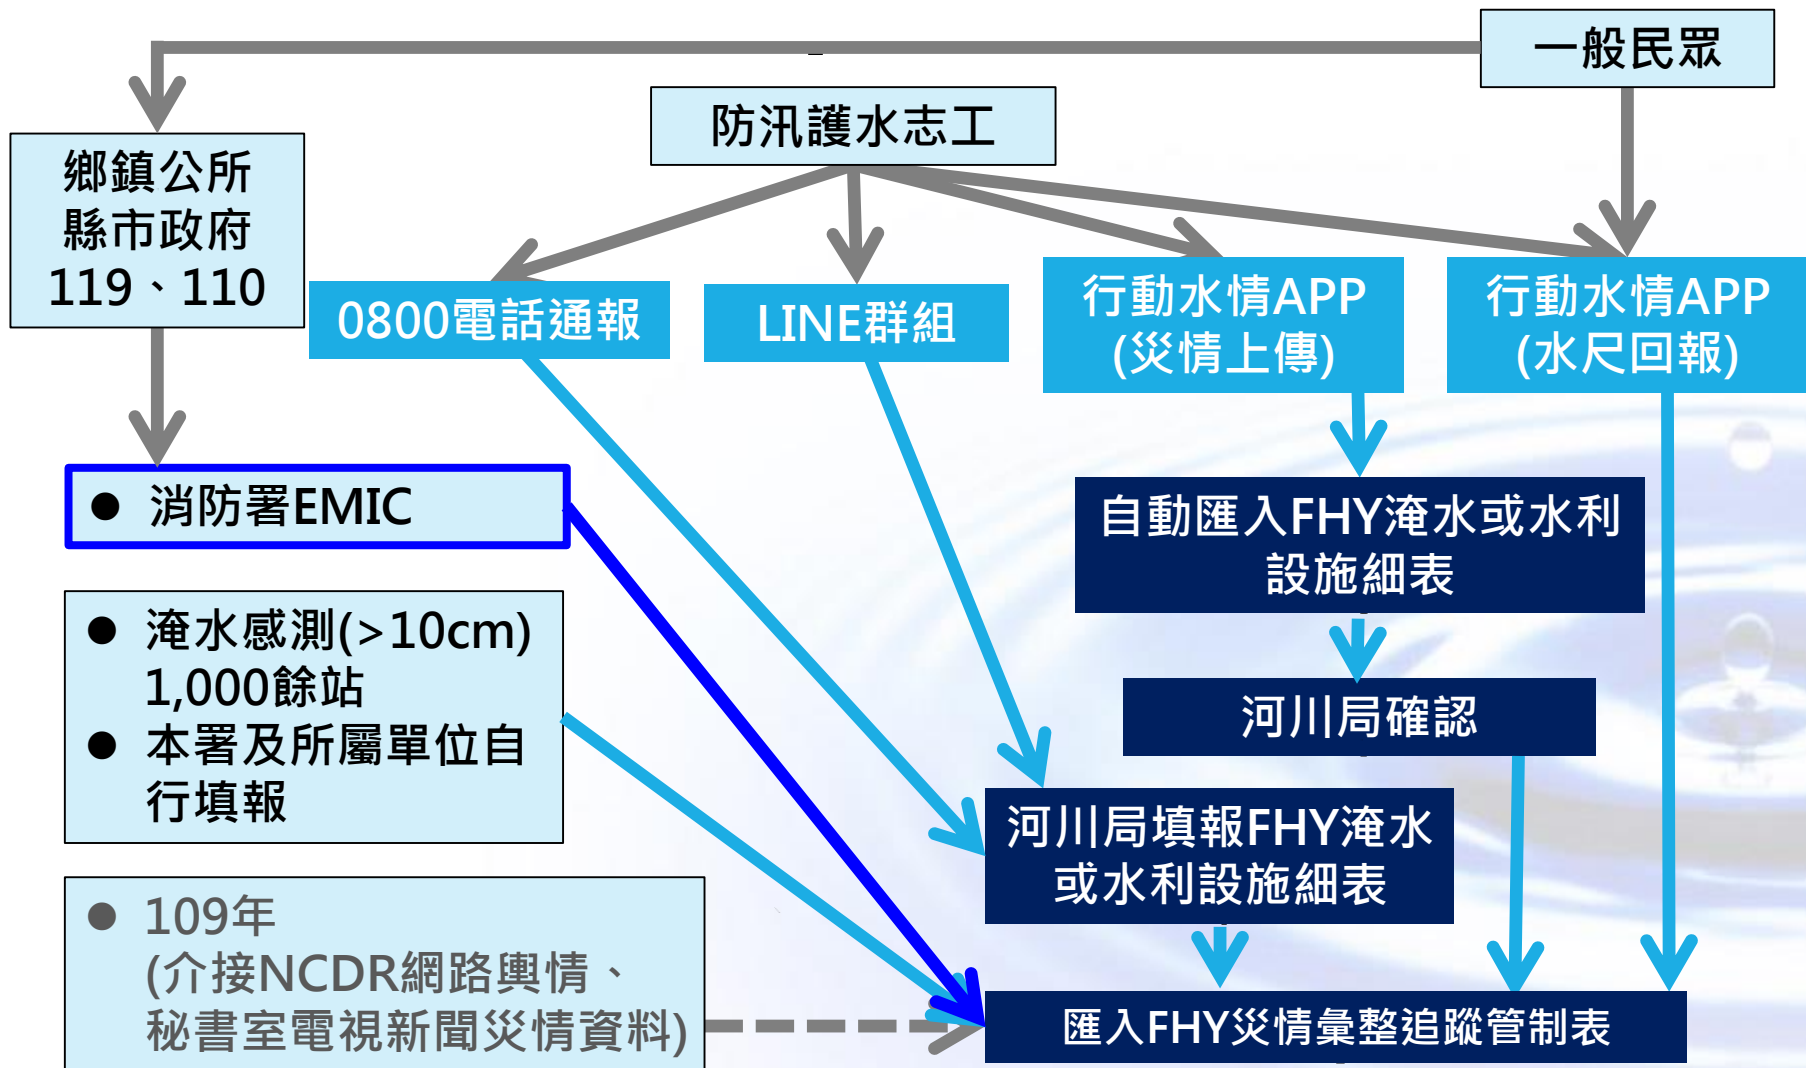 一般民眾
防汛護水志工
鄉鎮公所
縣市政府
119、110
0800電話通報
LINE群組
行動水情APP
(災情上傳)
行動水情APP
(水尺回報)
● 消防署EMIC
自動匯入FHY淹水或水利
設施細表
● 淹水感測(>10cm)
1,000餘站
● 本署及所屬單位自
行填報
河川局確認
河川局填報FHY淹水
或水利設施細表
● 109年
(介接NCDR網路輿情、
秘書室電視新聞災情資料)
匯入FHY災情彙整追蹤管制表